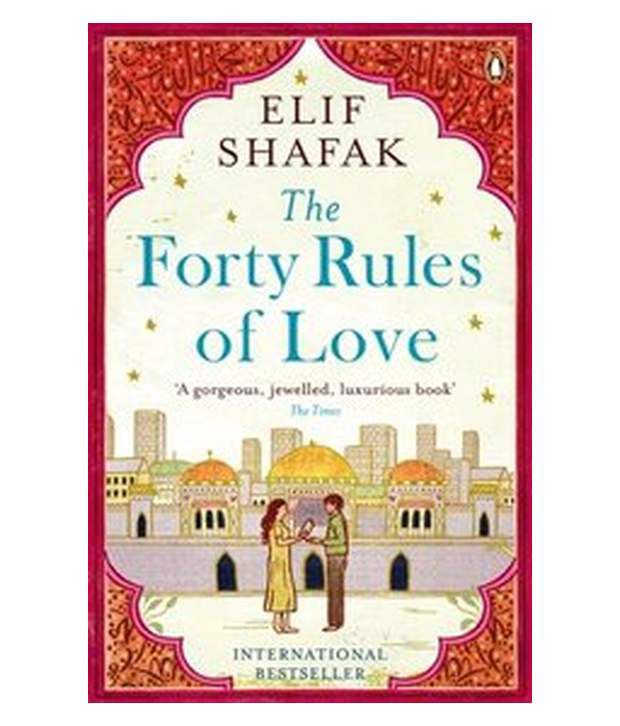 ELIF
SHAFAK
The
Forty Rules
of Love
'A gorgeous, jewelled, luxurious book'
The Times
INTERNATIONAL
BESTSELLER